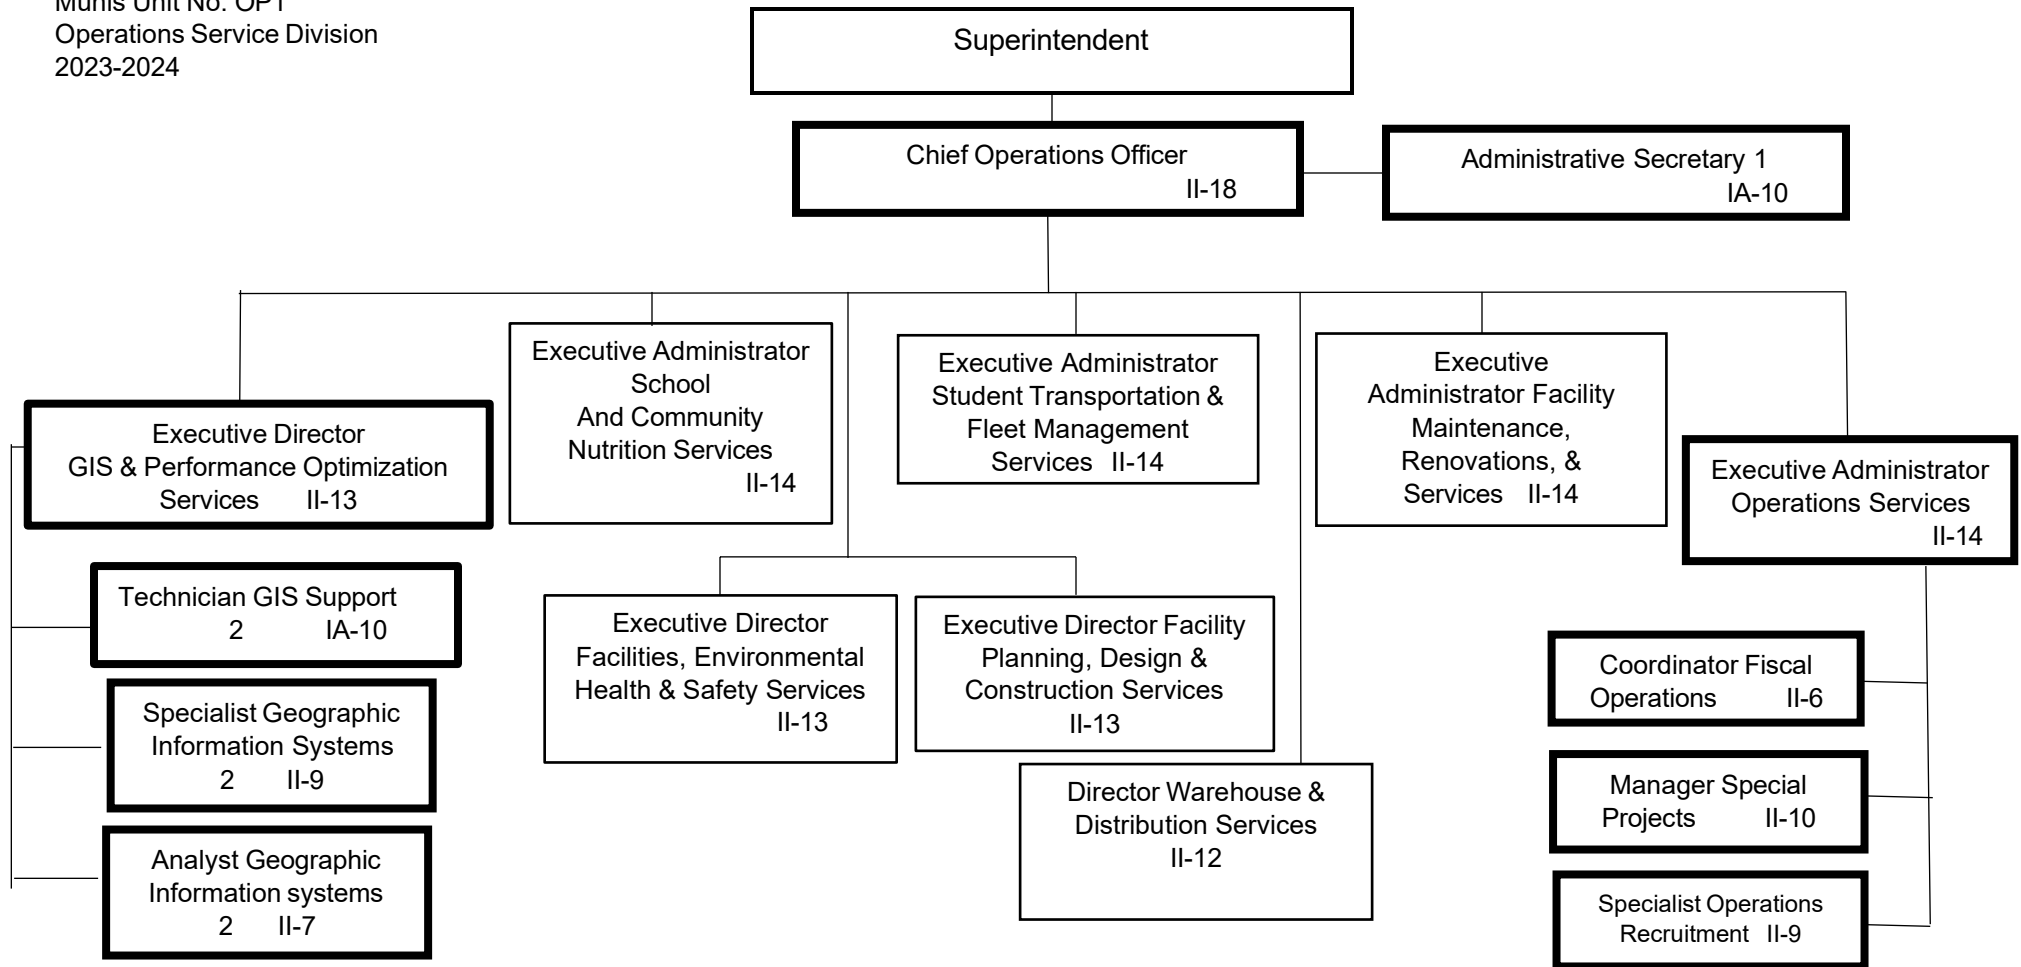 Munis Unit No. OP1
Operations Service Division
2023-2024
Superintendent
Chief Operations Officer
II-18
Administrative Secretary 1
IA-10
Executive Director
GIS & Performance Optimization
Services II-13
Technician GIS Support
2 IA-10
Specialist Geographic
Information Systems
2 II-9
Analyst Geographic
Information systems
2 II-7
Executive Administrator
School
And Community
Nutrition Services
II-14
Executive Director
Facilities, Environmental
Health & Safety Services
II-13
Executive Director Facility
Planning, Design &
Construction Services
II-13
Executive Administrator
Student Transportation &
Fleet Management
Services II-14
Director Warehouse &
Distribution Services
II-12
Executive
Administrator Facility
Maintenance,
Renovations, &
Services II-14
Executive Administrator
Operations Services
II-14
Coordinator Fiscal
Operations II-6
Manager Special
Projects II-10
Specialist Operations
Recruitment II-9